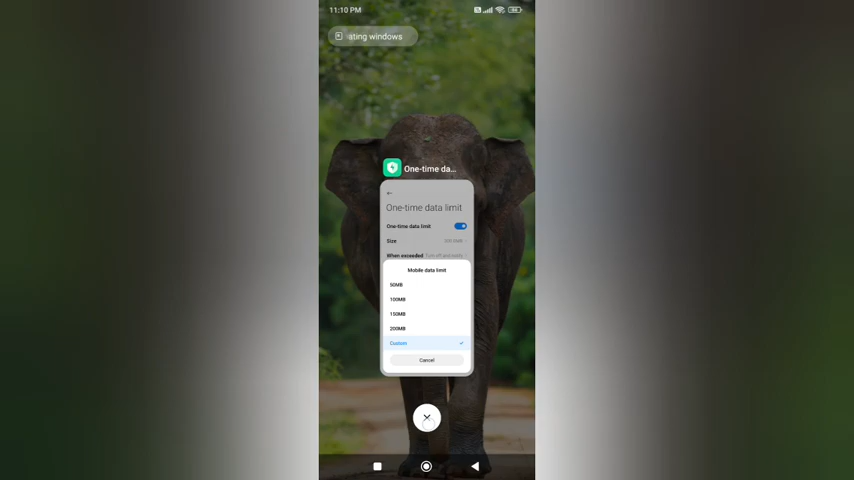 11:10 PM
ating windows
One-time da...
One-time data limit
One-time data limit
Size
When exceeded
Mobile data limit
50MB
100MB
150MB
200MB
Custom
Cancel